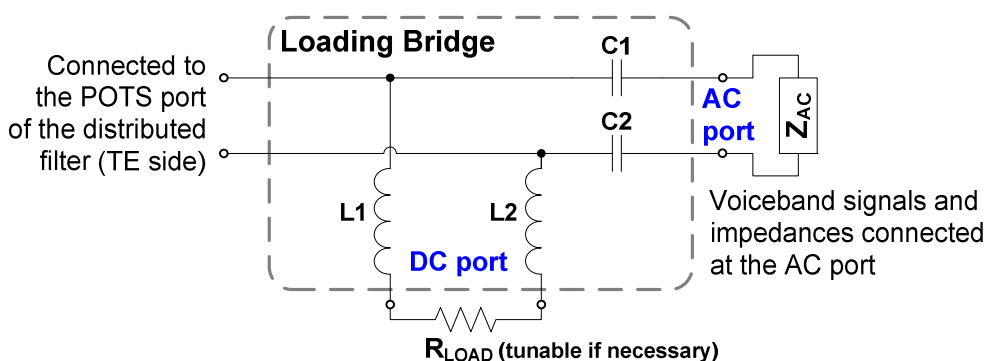 Loading Bridge
Connected to
the POTS port
of the distributed
filter (TE side)
C1
C2
AC
port
ZAC
L1
L2
DC port
Voiceband signals and
impedances connected
at the AC port
RLOAD (tunable if necessary)